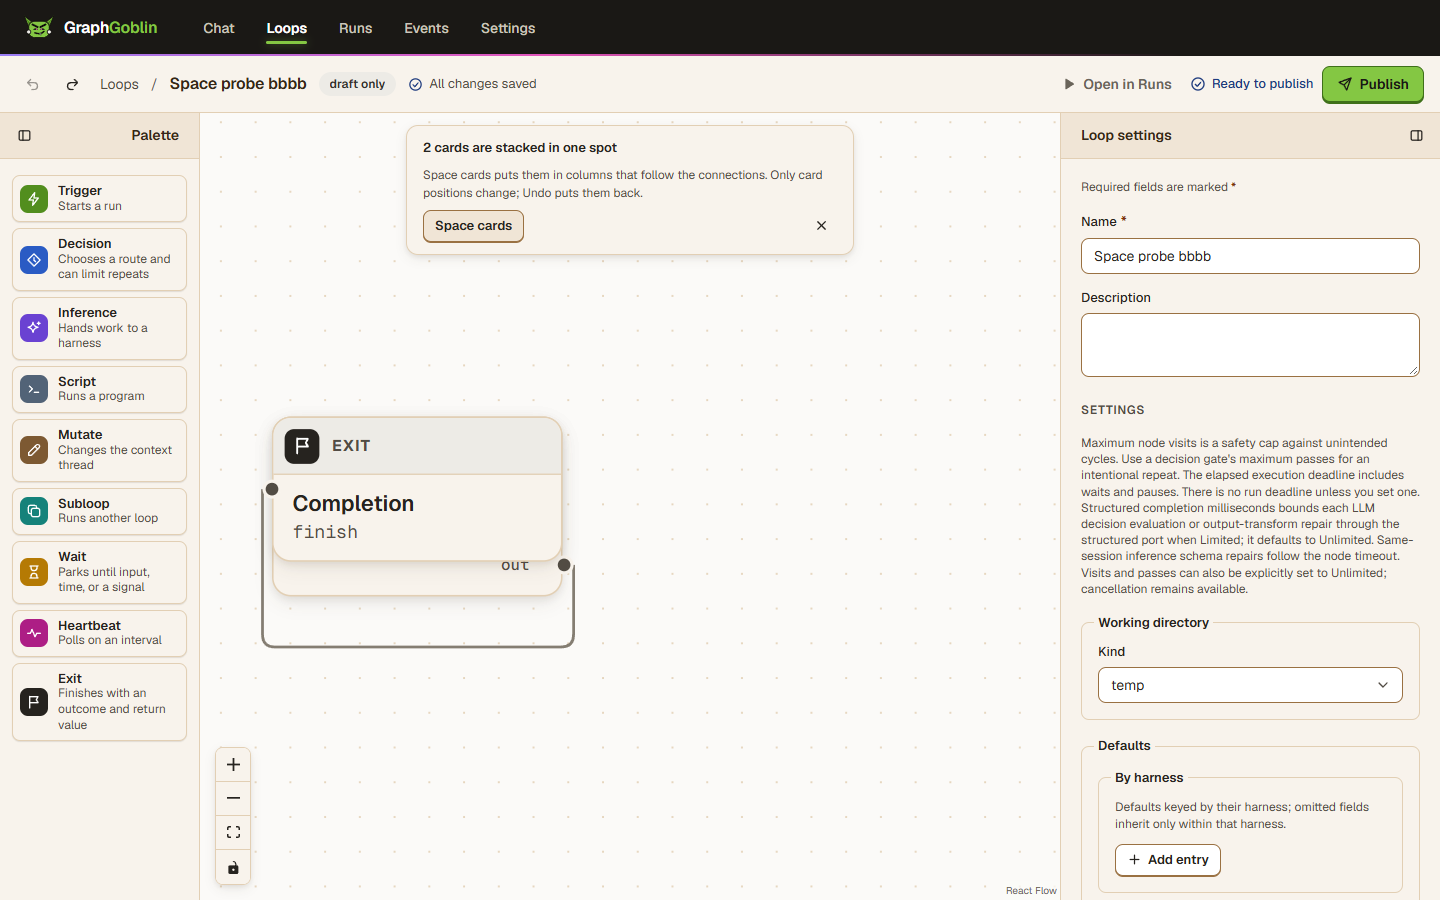 GraphGoblin
Chat
Loops
Runs
Events
Settings
Loops / Space probe bbbb
draft only
All changes saved
Open in Runs
Ready to publish
Publish
Palette
Trigger
Starts a run
Decision
Chooses a route and
can limit repeats
Inference
Hands work to a
harness
Script
Runs a program
Mutate
Changes the context
thread
Subloop
Runs another loop
Wait
Parks until input,
time, or a signal
Heartbeat
Polls on an interval
Exit
Finishes with an
outcome and return
value
2 cards are stacked in one spot
Space cards puts them in columns that follow the connections. Only card
positions change; Undo puts them back.
Space cards
EXIT
Completion
finish
out
React Flow
Loop settings
Required fields are marked *
Name *
Space probe bbbb
Description
SETTINGS
Maximum node visits is a safety cap against unintended
cycles. Use a decision gate's maximum passes for an
intentional repeat. The elapsed execution deadline includes
waits and pauses. There is no run deadline unless you set one.
Structured completion milliseconds bounds each LLM
decision evaluation or output-transform repair through the
structured port when Limited; it defaults to Unlimited. Same-
session inference schema repairs follow the node timeout.
Visits and passes can also be explicitly set to Unlimited;
cancellation remains available.
Working directory
Kind
temp
Defaults
By harness
Defaults keyed by their harness; omitted fields
inherit only within that harness.
Add entry